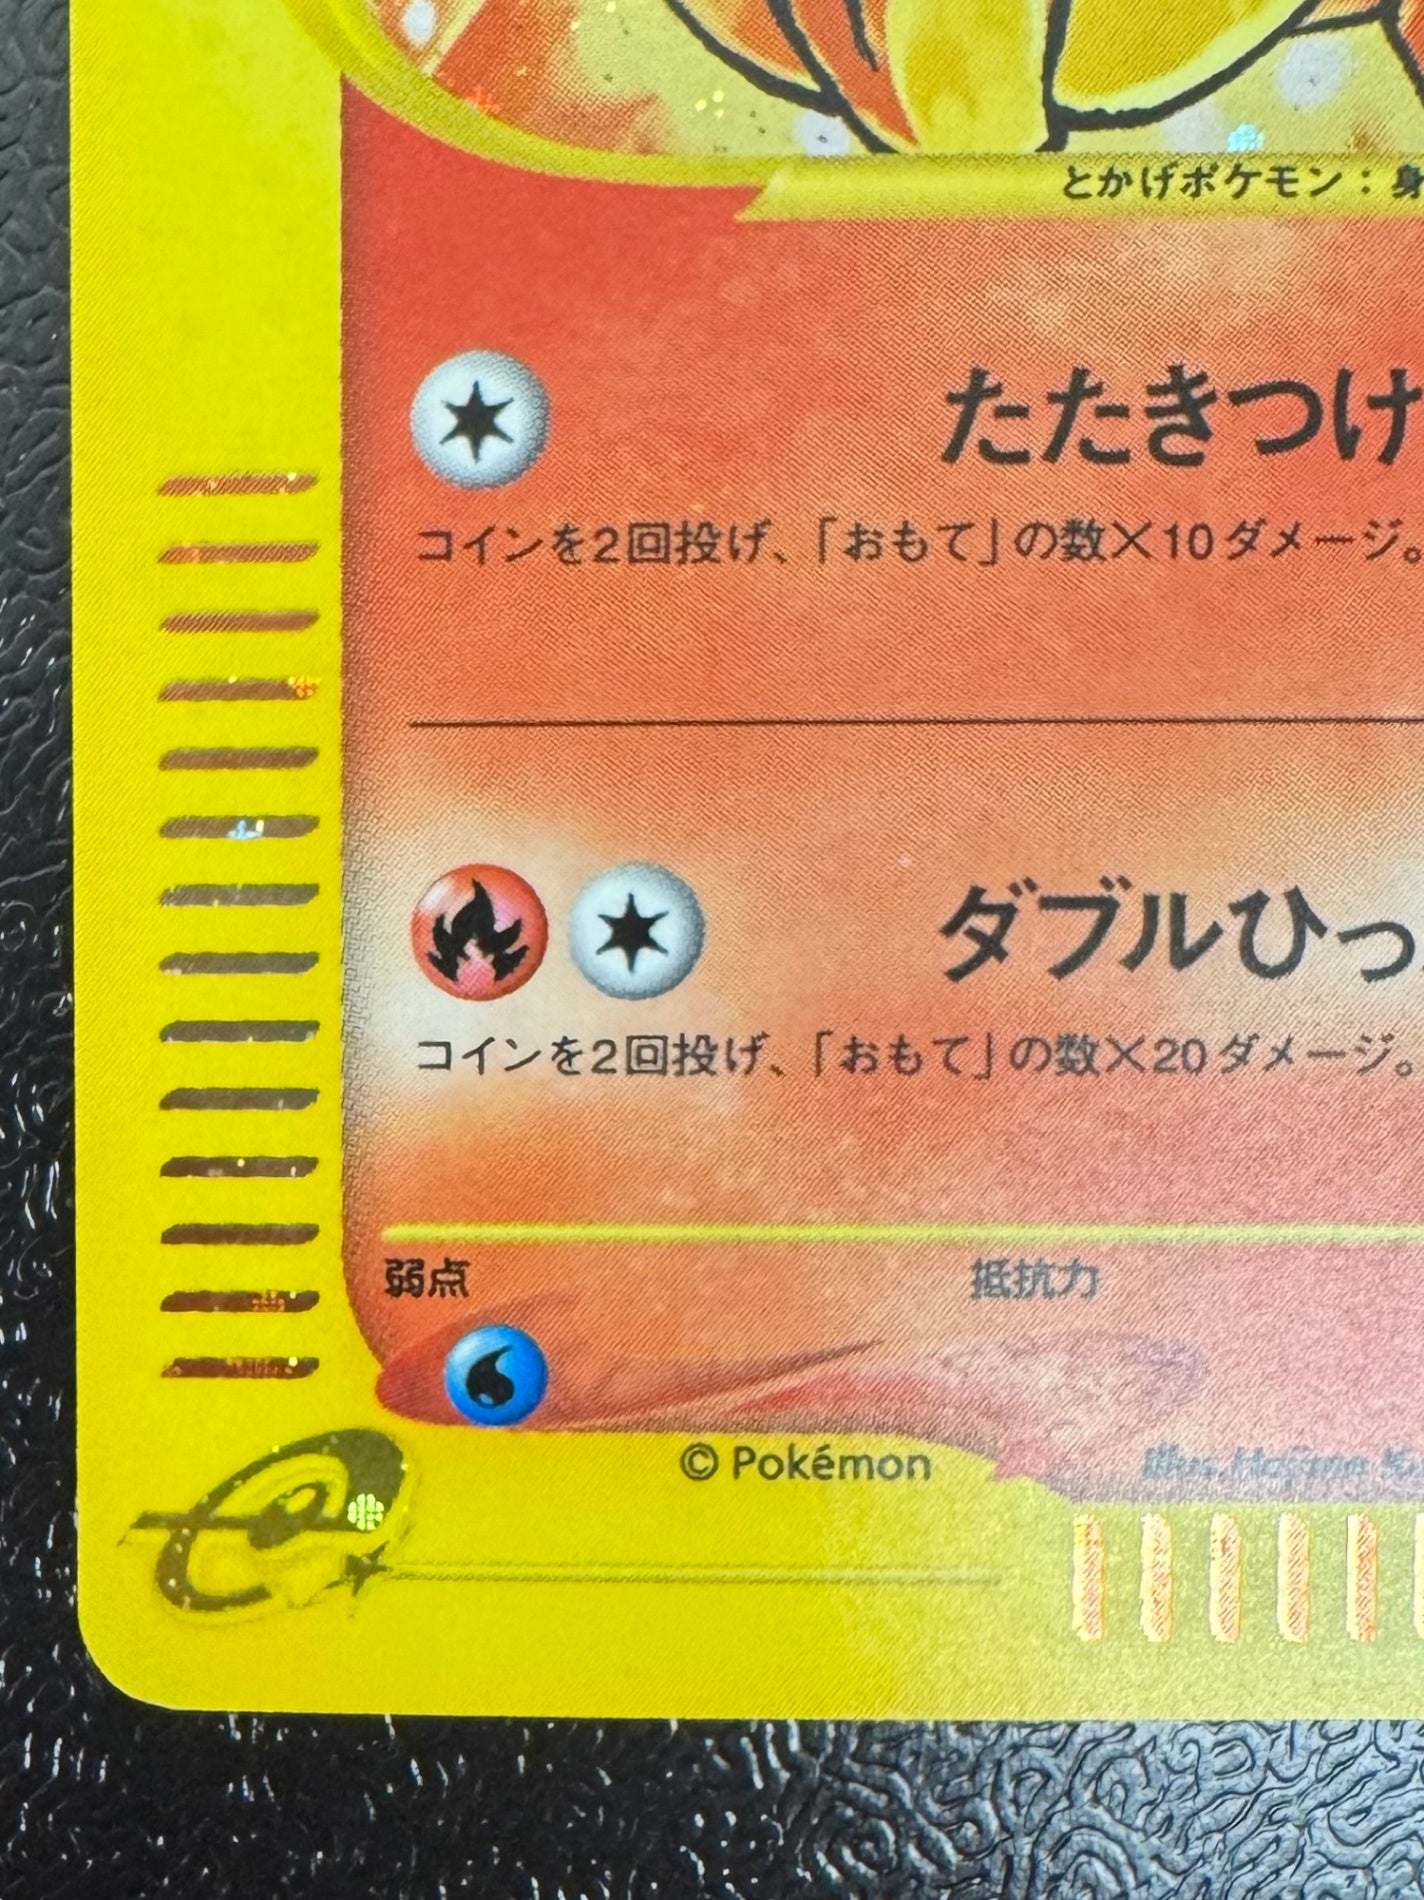 とかげポケモン：身
たたきつけ
コインを2回投げ、「おもて」の数×10ダメージ。
ダブルひっ
コインを2回投げ、「おもて」の数×20ダメージ。
弱点 抵抗力
© Pokémon Illus. Hajime